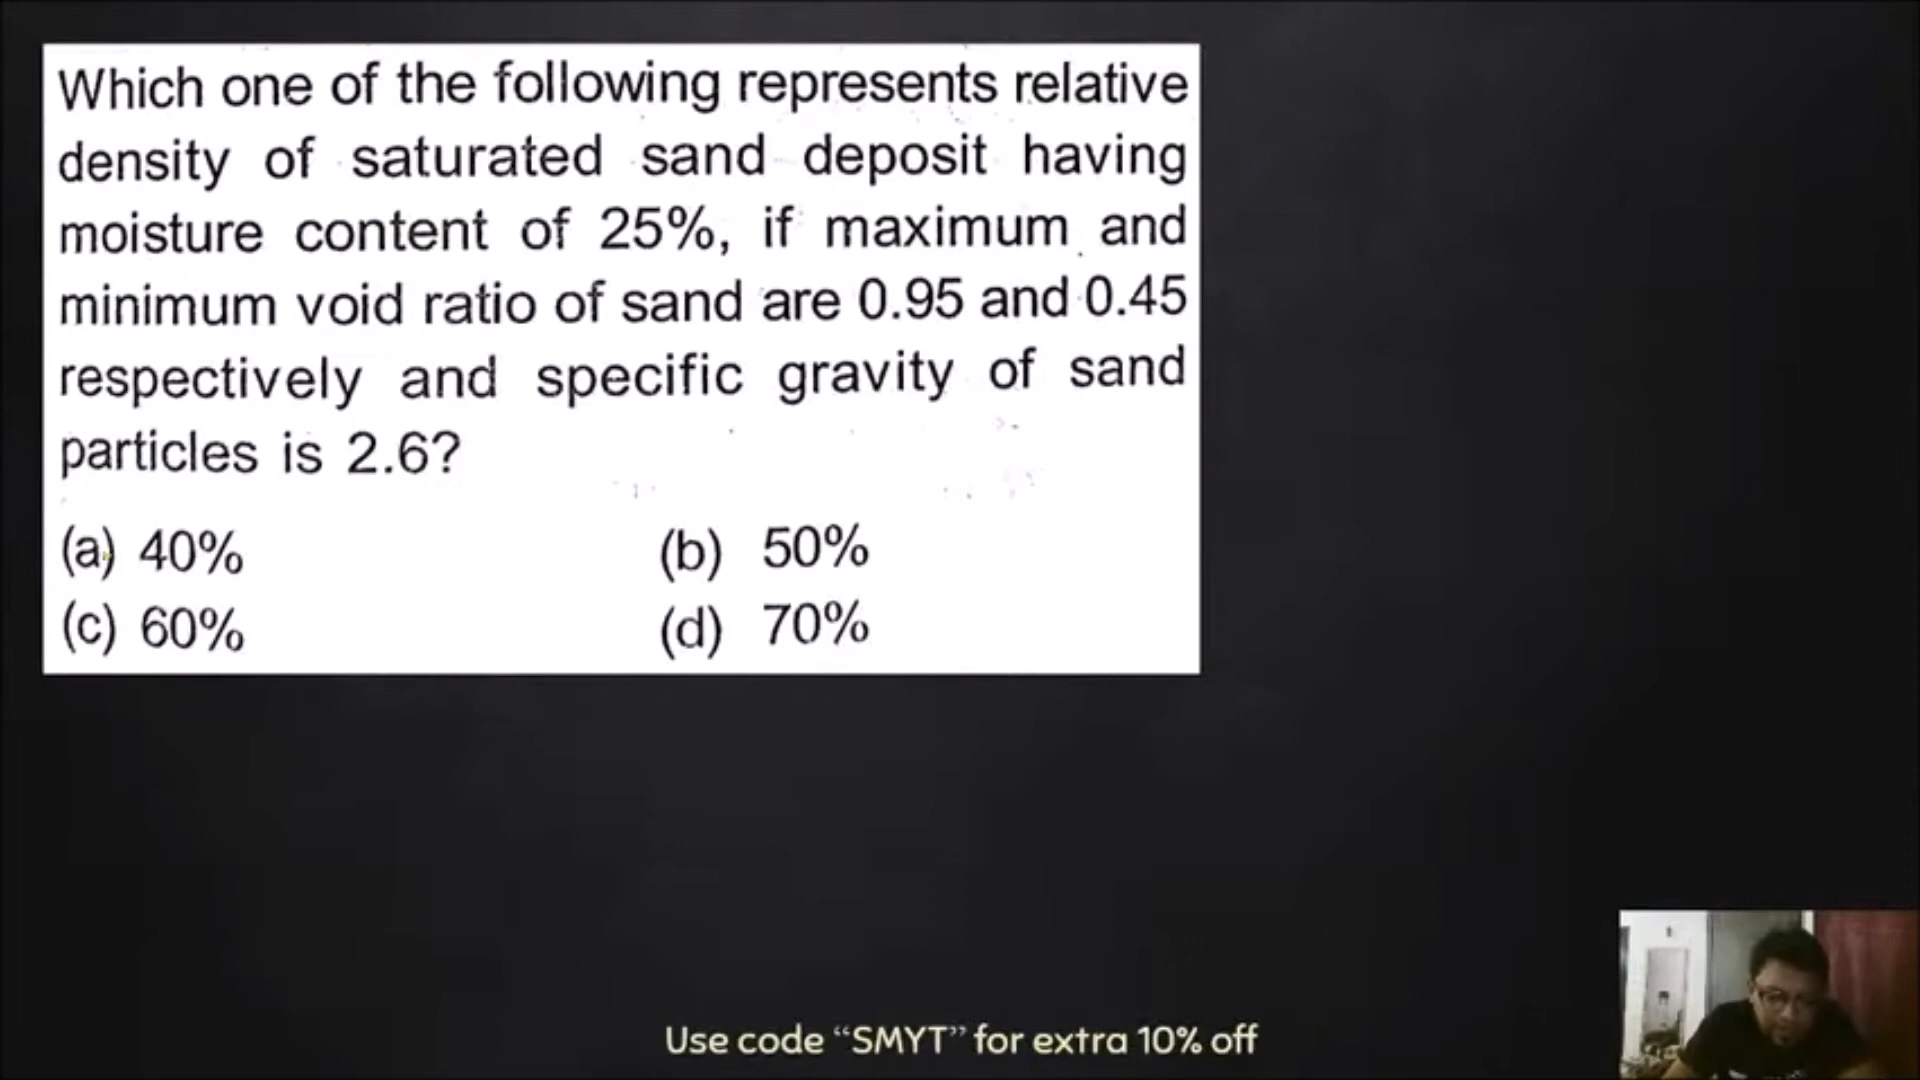 Which one of the following represents relative
density of saturated sand deposit having
moisture content of 25%, if maximum and
minimum void ratio of sand are 0.95 and 0.45
respectively and specific gravity of sand
particles is 2.6?
(a) 40% (b) 50%
(c) 60% (d) 70%
Use code “SMYT” for extra 10% off